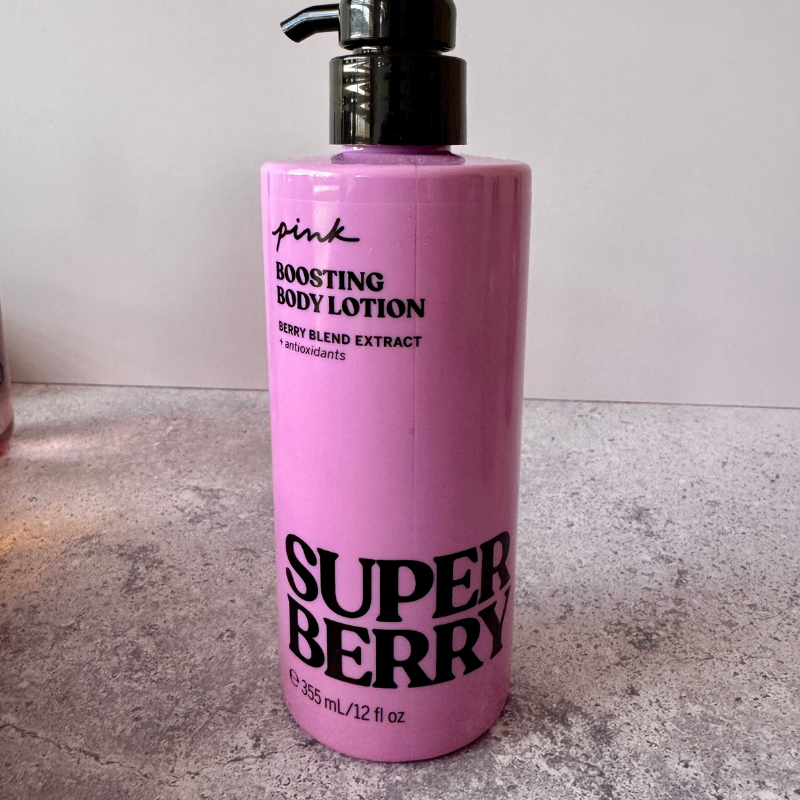 pink
BOOSTING
BODY LOTION
BERRY BLEND EXTRACT
+ antioxidants
SUPER
BERRY
℮ 355 mL/12 fl oz